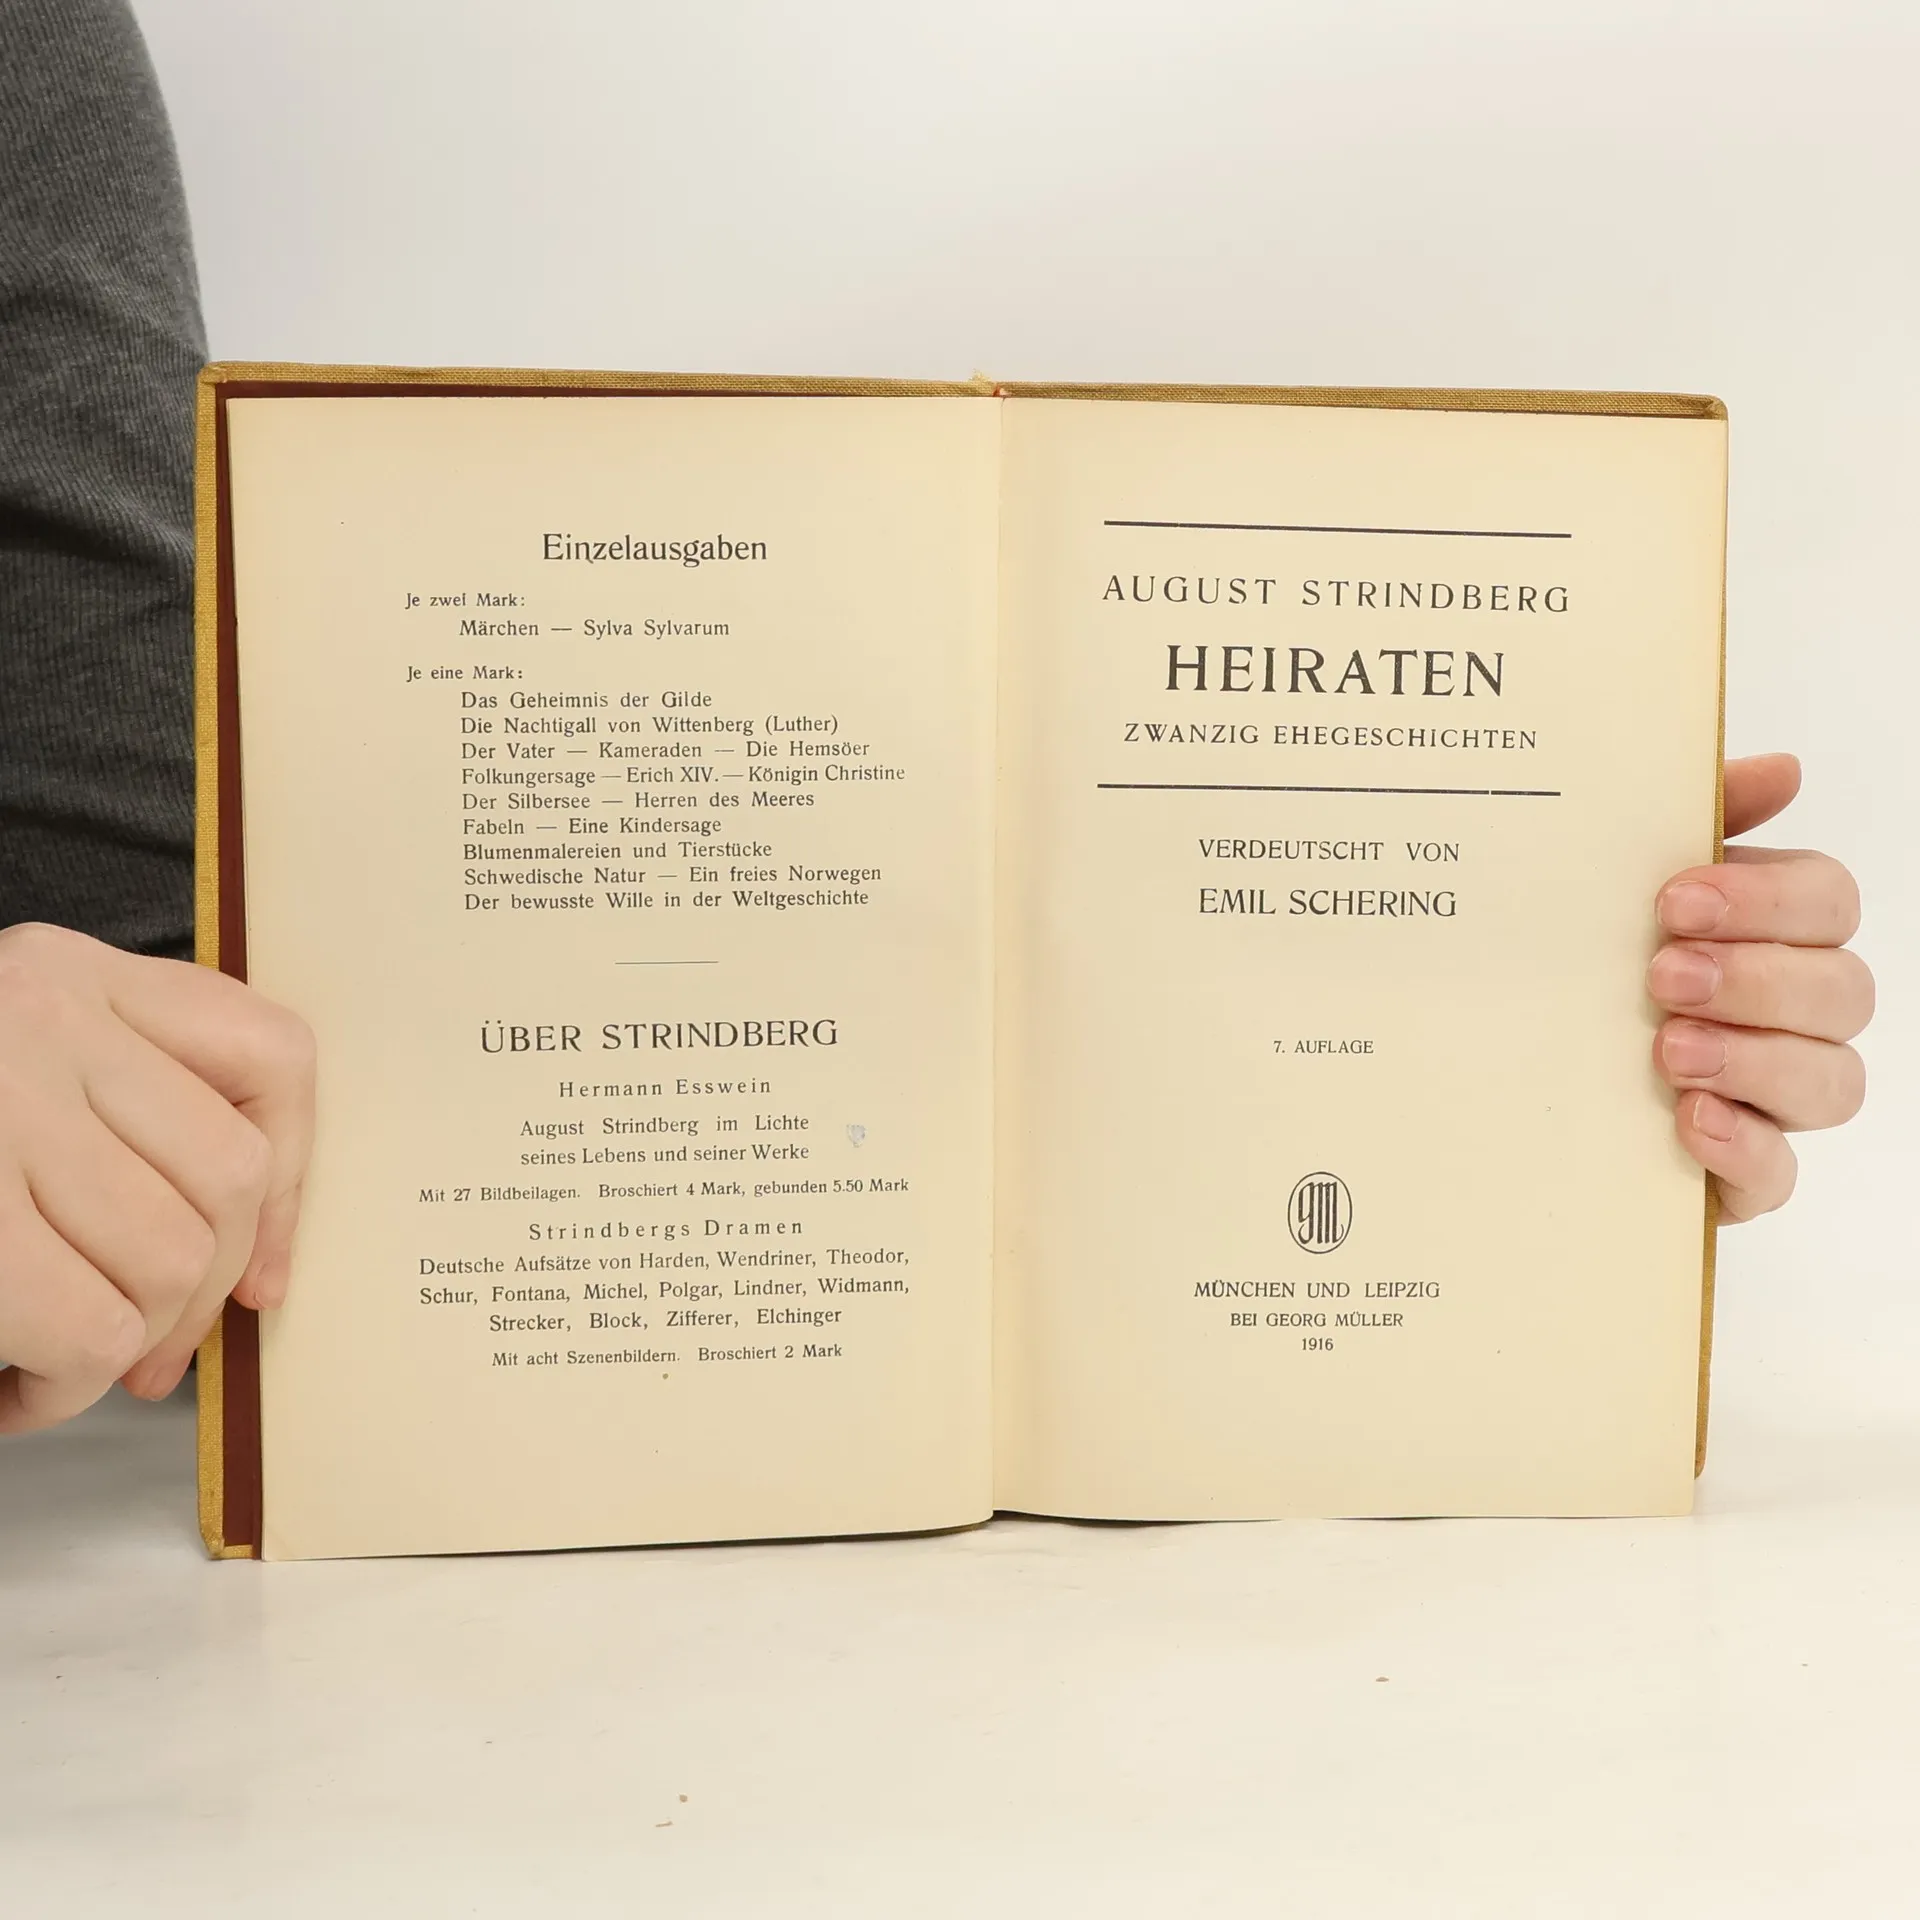 Einzelausgaben
Je zwei Mark:
Märchen — Sylva Sylvarum
Je eine Mark:
Das Geheimnis der Gilde
Die Nachtigall von Wittenberg (Luther)
Der Vater — Kameraden — Die Hemsöer
Folkungersage — Erich XIV. — Königin Christine
Der Silbersee — Herren des Meeres
Fabeln — Eine Kindersage
Blumenmalereien und Tierstücke
Schwedische Natur — Ein freies Norwegen
Der bewusste Wille in der Weltgeschichte
ÜBER STRINDBERG
Hermann Esswein
August Strindberg im Lichte
seines Lebens und seiner Werke
Mit 27 Bildbeilagen. Broschiert 4 Mark, gebunden 5.50 Mark
Strindbergs Dramen
Deutsche Aufsätze von Harden, Wendriner, Theodor,
Schur, Fontana, Michel, Polgar, Lindner, Widmann,
Strecker, Block, Zifferer, Elchinger
Mit acht Szenenbildern. Broschiert 2 Mark
AUGUST STRINDBERG
HEIRATEN
ZWANZIG EHEGESCHICHTEN
VERDEUTSCHT VON
EMIL SCHERING
7. AUFLAGE
gm
MÜNCHEN UND LEIPZIG
BEI GEORG MÜLLER
1916